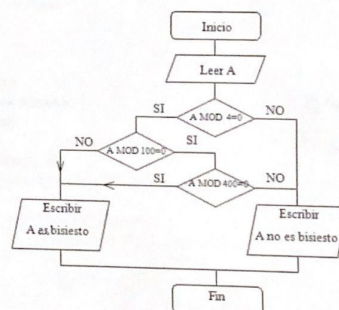 Inicio
Leer A
SI
A MOD 4=0
NO
NO
A MOD 100=0
SI
SI
A MOD 400=0
NO
Escribir
A es bisiesto
Escribir
A no es bisiesto
Fin